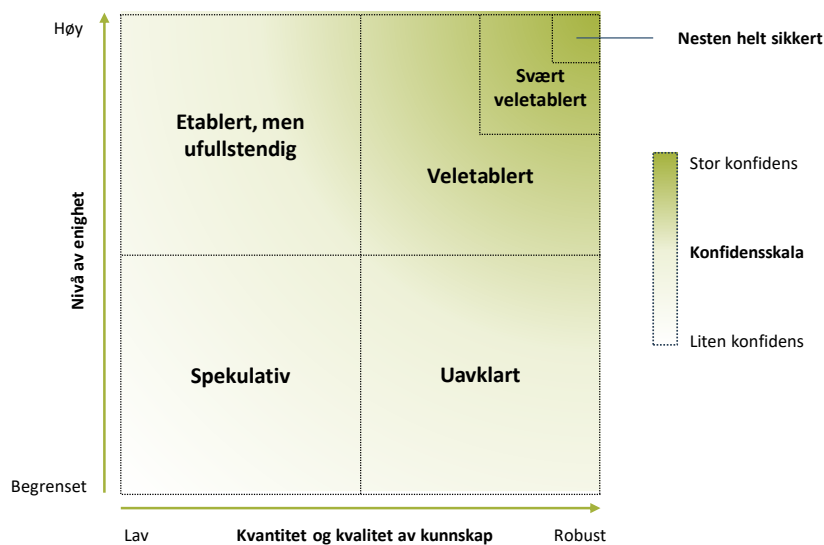 Høy
Nesten helt sikkert
Svært
veletablert
Etablert, men
ufullstendig
Veletablert
Stor konfidens
Nivå av enighet
Konfidensskala
Liten konfidens
Spekulativ
Uavklart
Begrenset
Lav
Kvantitet og kvalitet av kunnskap
Robust